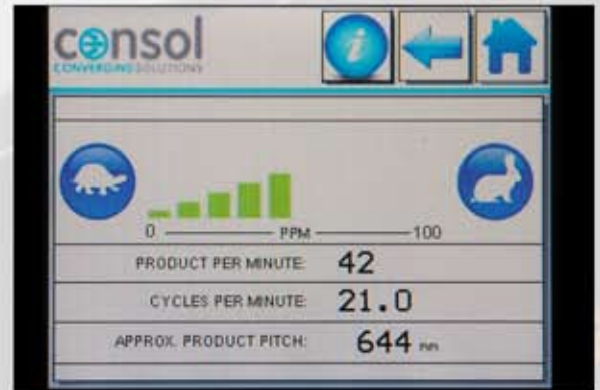 consol
CONVERGING SOLUTIONS
i
0 PPM 100
PRODUCT PER MINUTE: 42
CYCLES PER MINUTE: 21.0
APPROX. PRODUCT PITCH: 644 mm